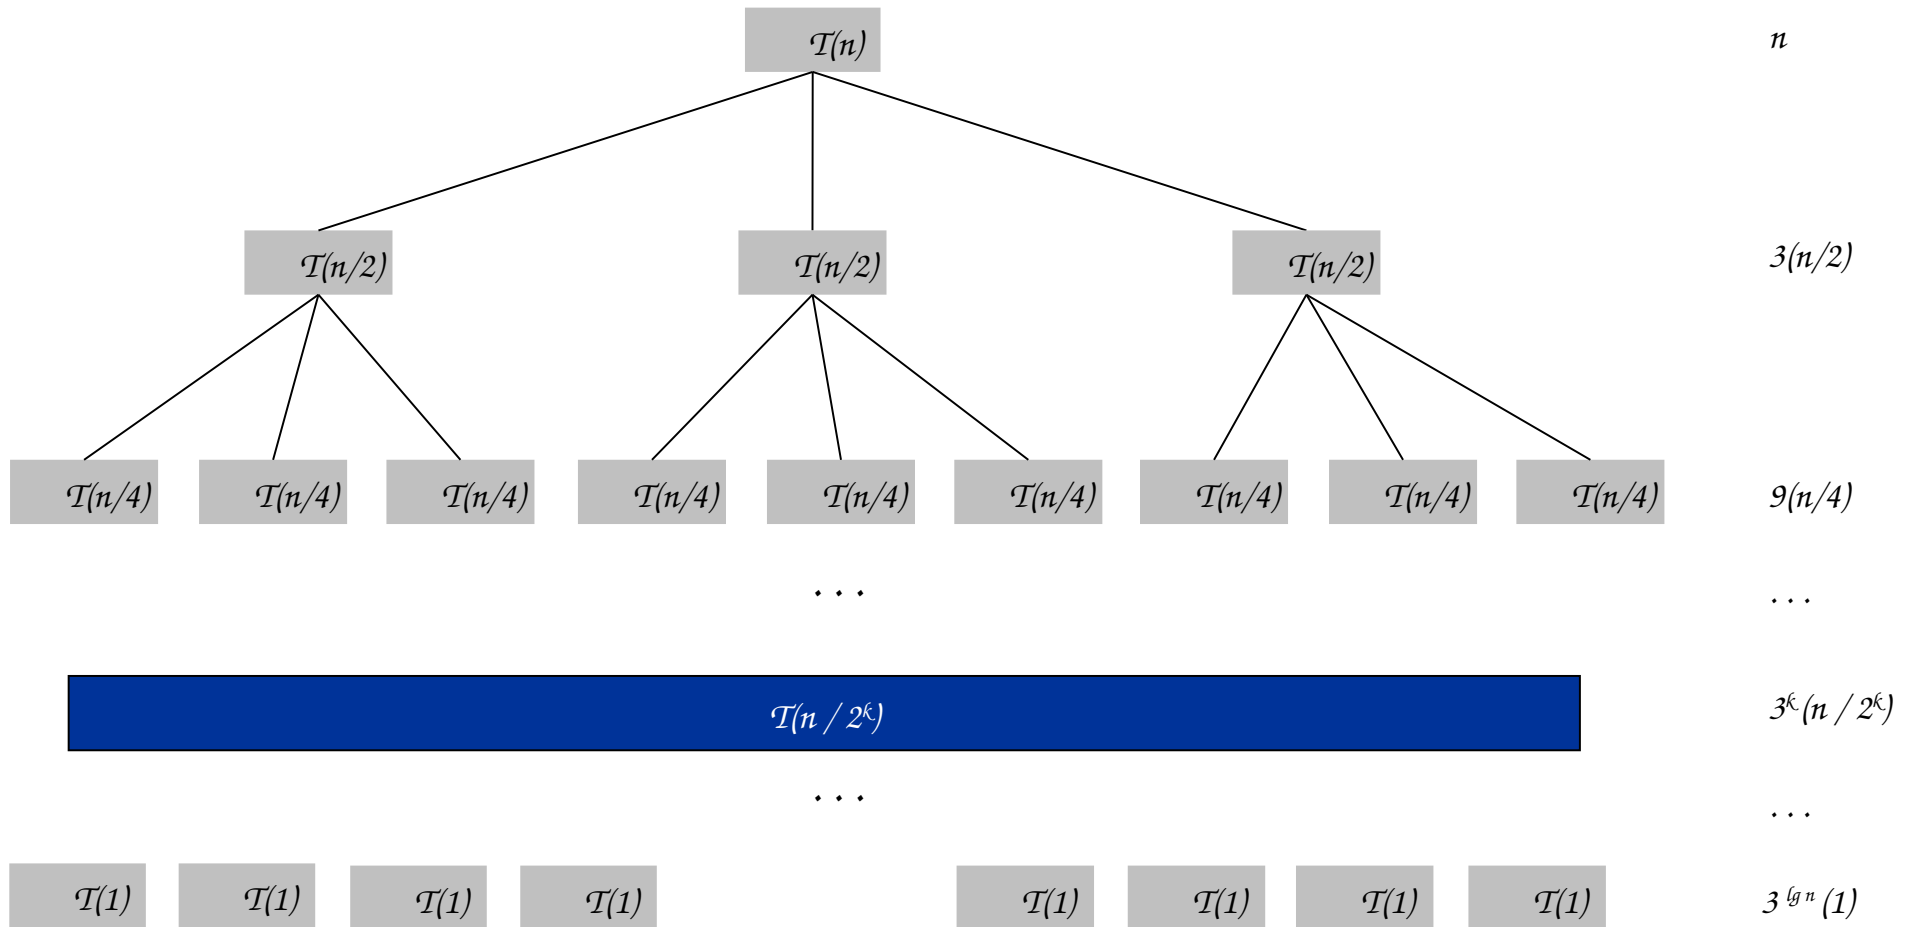 T(n) n
T(n/2) T(n/2) T(n/2) 3(n/2)
T(n/4) T(n/4) T(n/4) T(n/4) T(n/4) T(n/4) T(n/4) T(n/4) T(n/4) 9(n/4)
. . . . . .
T(n / 2ᵏ) 3ᵏ(n / 2ᵏ)
. . . . . .
T(1) T(1) T(1) T(1) T(1) T(1) T(1) T(1) 3 ˡᵍ ⁿ (1)